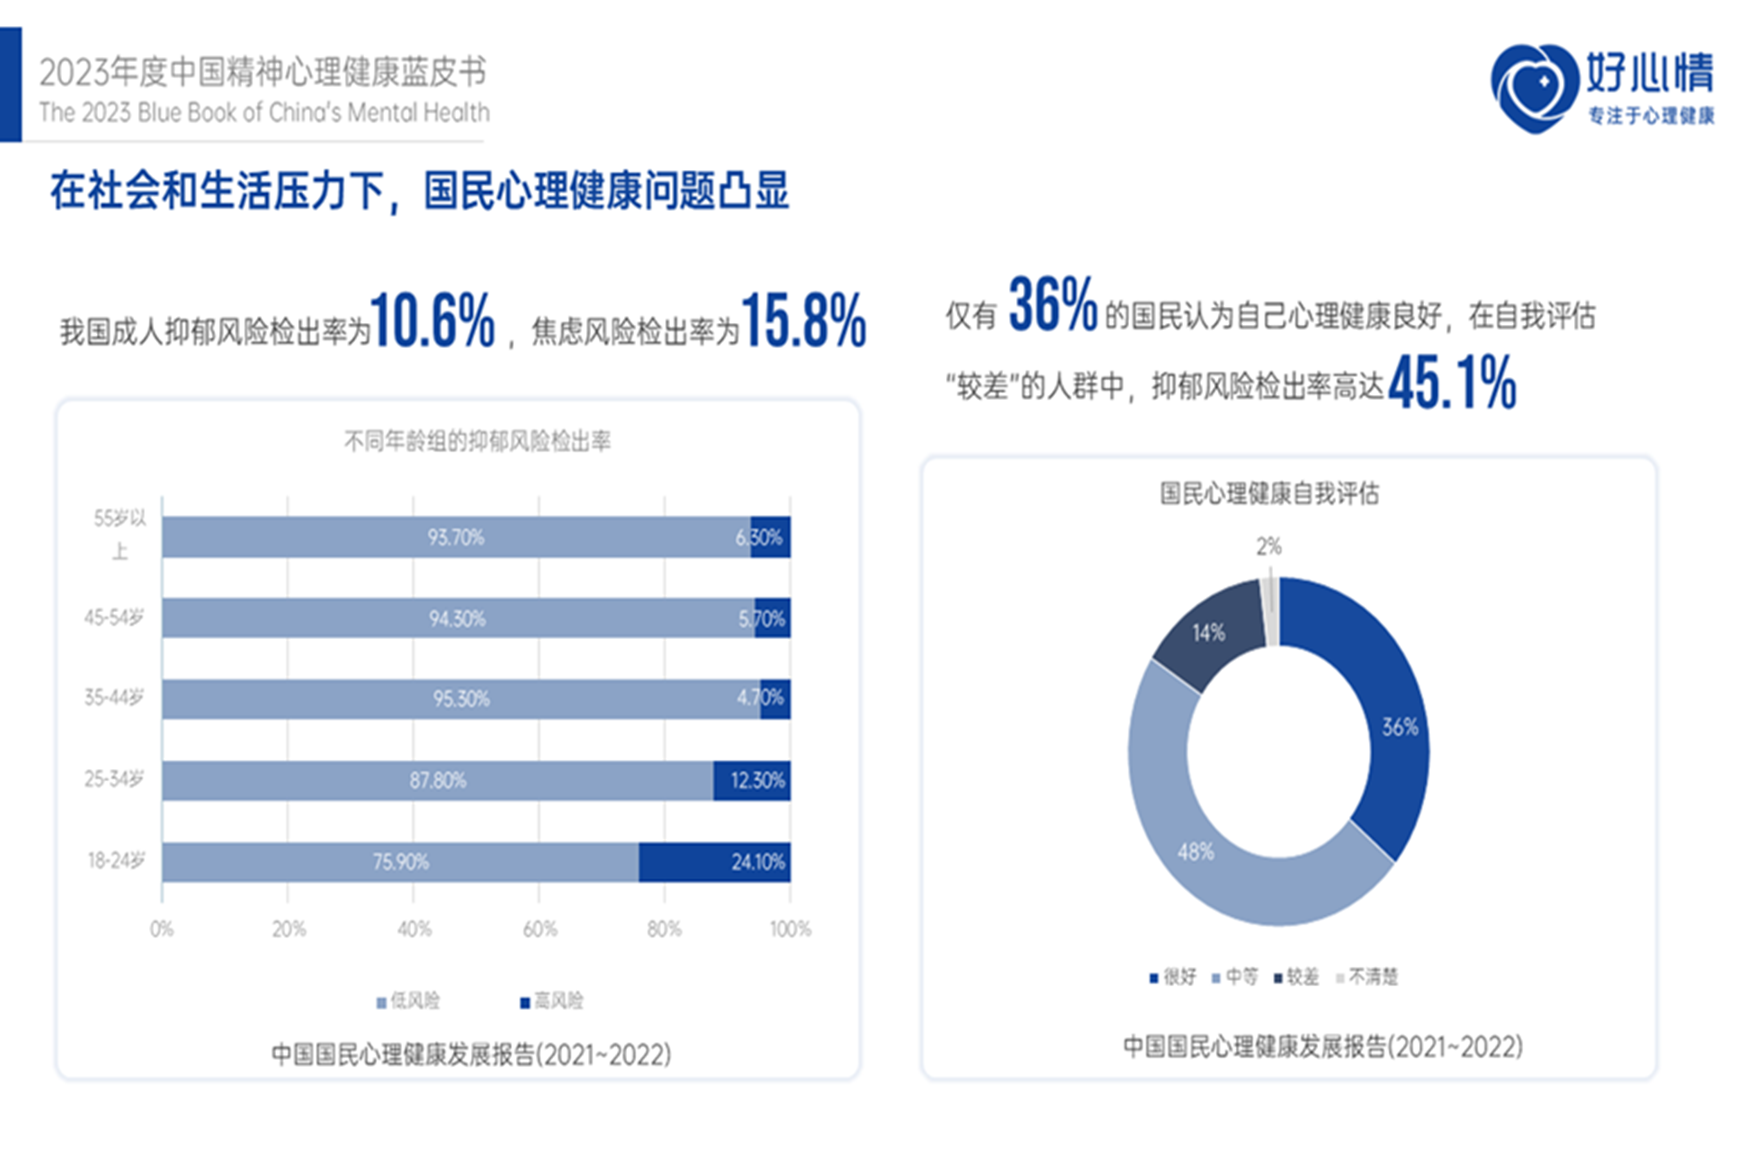 2023年度中国精神心理健康蓝皮书
The 2023 Blue Book of China's Mental Health
好心情
专注于心理健康
在社会和生活压力下，国民心理健康问题凸显
我国成人抑郁风险检出率为10.6%，焦虑风险检出率为15.8%
不同年龄组的抑郁风险检出率
55岁以
上
93.70%
6.30%
45-54岁
94.30%
5.70%
35-44岁
95.30%
4.70%
25-34岁
87.80%
12.30%
18-24岁
75.90%
24.10%
0%
20%
40%
60%
80%
100%
低风险
高风险
中国国民心理健康发展报告(2021~2022)
仅有 36% 的国民认为自己心理健康良好，在自我评估
“较差”的人群中，抑郁风险检出率高达45.1%
国民心理健康自我评估
2%
14%
36%
48%
很好
中等
较差
不清楚
中国国民心理健康发展报告(2021~2022)